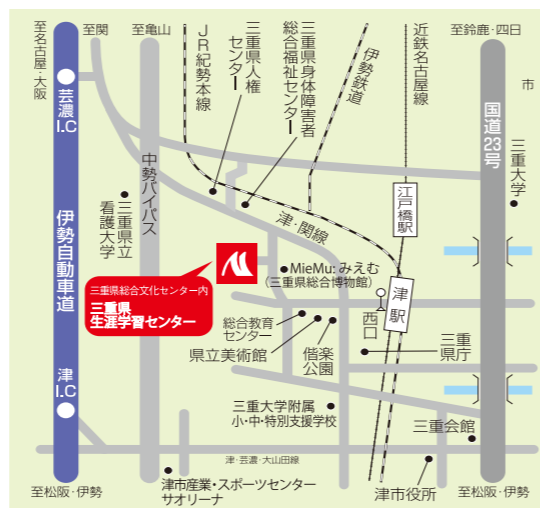 至名古屋・大阪
至関
至亀山
JR紀勢本線
三重県人権
センター
三重県身体障害者
総合福祉センター
伊勢鉄道
近鉄名古屋線
至鈴鹿・四日
市
芸濃
I.C
中勢バイパス
国道23号
三重大学
三重県立
看護大学
伊勢自動車道
江戸橋駅
津・関線
MieMu:みえむ
(三重県総合博物館)
三重県総合文化センター内
三重県
生涯学習センター
津駅
西口
総合教育
センター
県立美術館
偕楽
公園
三重
県庁
津
I.C
三重大学附属
小・中・特別支援学校
三重会館
津・芸濃・大山田線
津市産業・スポーツセンター
サオリーナ
津市役所
至松阪・伊勢
至松阪・伊勢